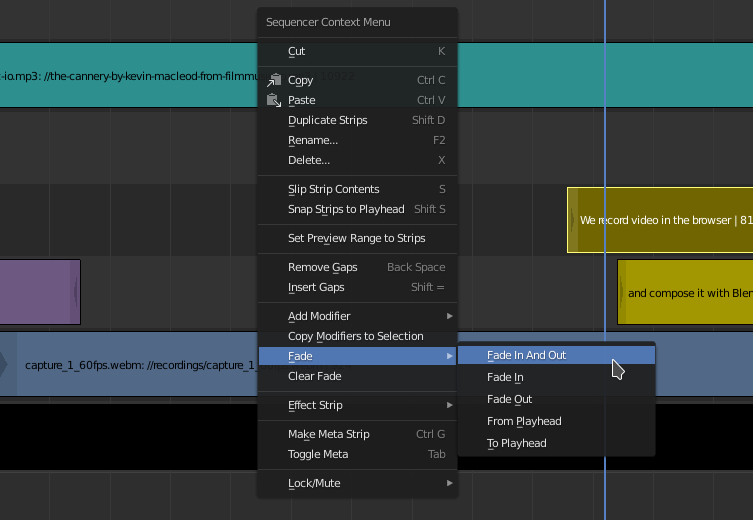 Sequencer Context Menu
Cut K
-io.mp3: //the-cannery-by-kevin-macleod-from-filmmu
Copy Ctrl C
Paste Ctrl V
Duplicate Strips Shift D
Rename... F2
Delete... X
Slip Strip Contents S
Snap Strips to Playhead Shift S
We record video in the browser | 81
Set Preview Range to Strips
Remove Gaps Back Space
Insert Gaps Shift =
and compose it with Blen
Add Modifier
Copy Modifiers to Selection
Fade
Fade In And Out
capture_1_60fps.webm: //recordings/capture_1_
Clear Fade
Fade In
Fade Out
Effect Strip
From Playhead
Make Meta Strip Ctrl G
To Playhead
Toggle Meta Tab
Lock/Mute